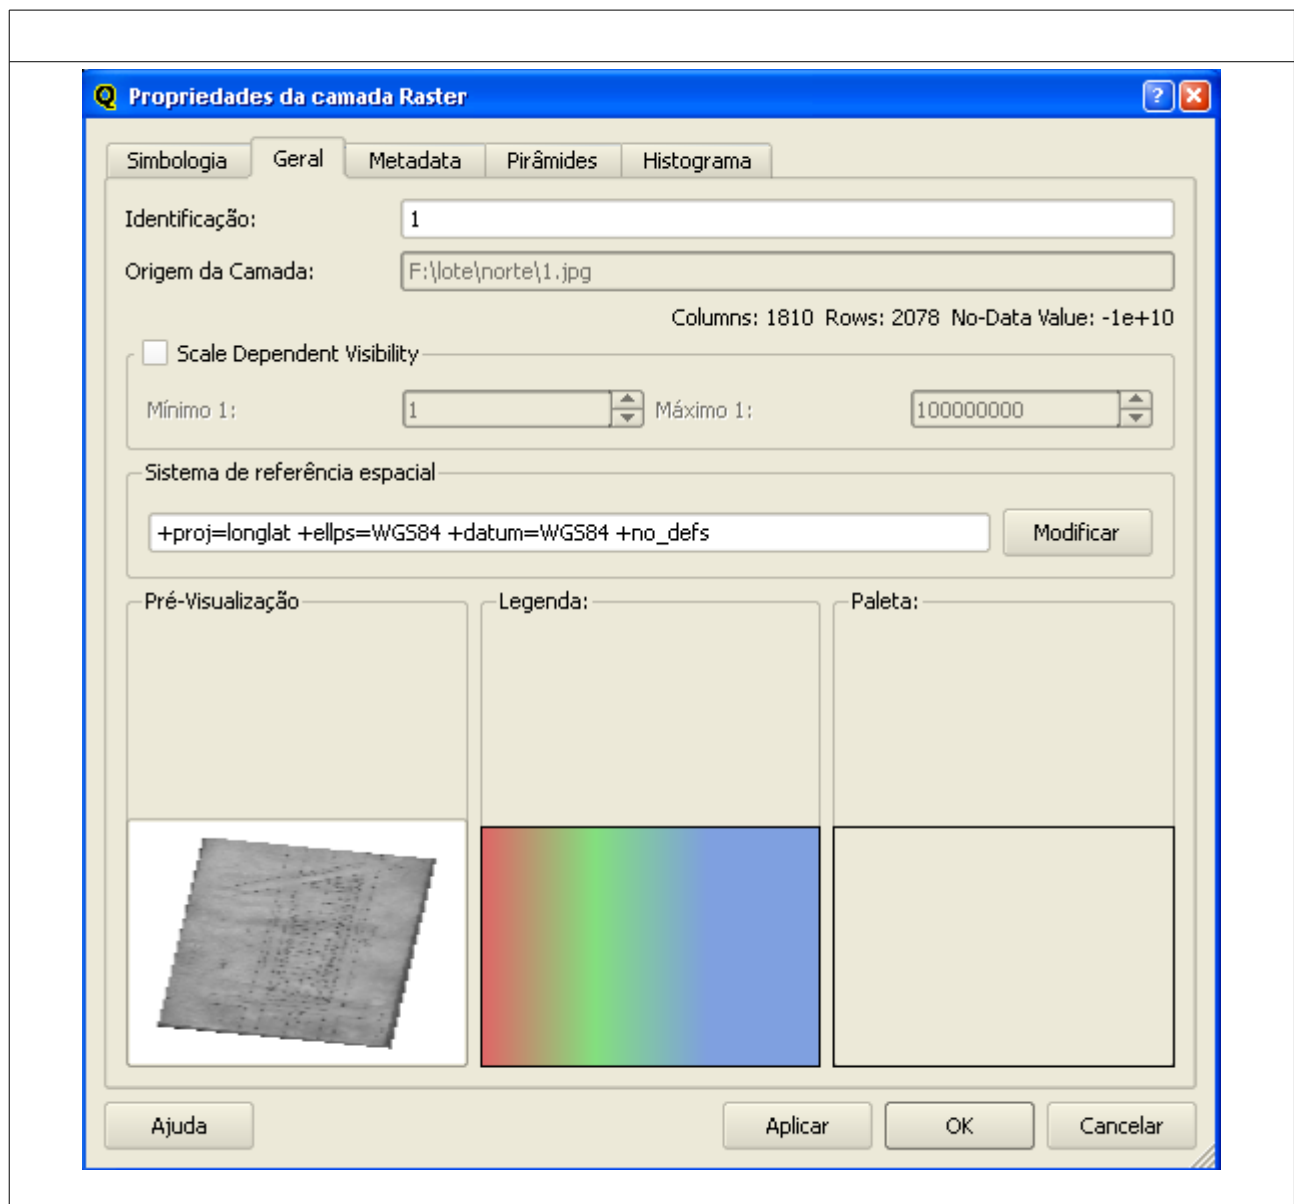 Propriedades da camada Raster
Simbologia Geral Metadata Pirâmides Histograma
Identificação: 1
Origem da Camada: F:\lote\norte\1.jpg
Columns: 1810 Rows: 2078 No-Data Value: -1e+10
Scale Dependent Visibility
Mínimo 1: 1 Máximo 1: 100000000
Sistema de referência espacial
+proj=longlat +ellps=WGS84 +datum=WGS84 +no_defs Modificar
Pré-Visualização Legenda: Paleta:
Ajuda Aplicar OK Cancelar